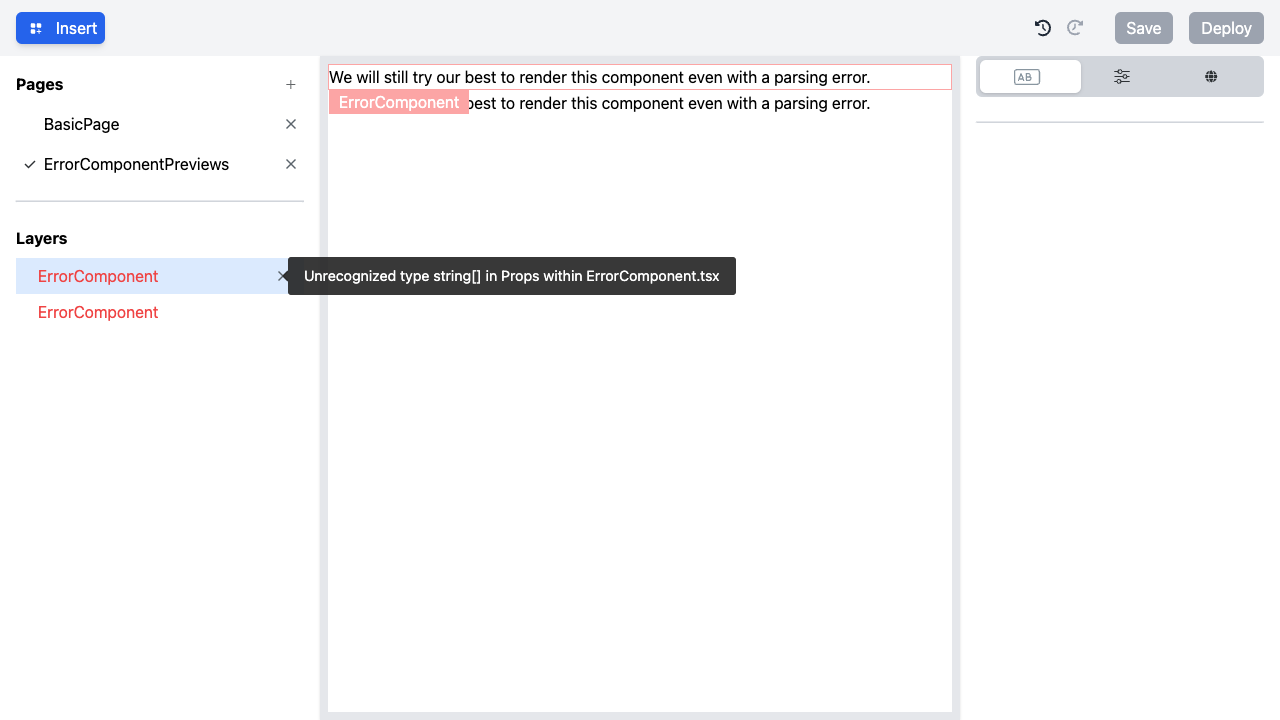 Insert
Save
Deploy
Pages
BasicPage
ErrorComponentPreviews
Layers
ErrorComponent
ErrorComponent
We will still try our best to render this component even with a parsing error.
ErrorComponent
best to render this component even with a parsing error.
Unrecognized type string[] in Props within ErrorComponent.tsx
AB